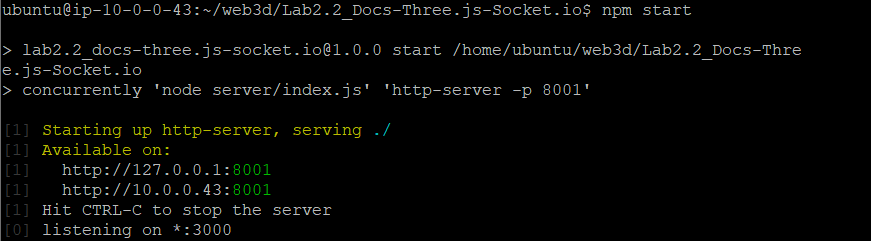 ubuntu@ip-10-0-0-43:~/web3d/Lab2.2_Docs-Three.js-Socket.io$ npm start
> lab2.2_docs-three.js-socket.io@1.0.0 start /home/ubuntu/web3d/Lab2.2_Docs-Thre
e.js-Socket.io
> concurrently 'node server/index.js' 'http-server -p 8001'
[1] Starting up http-server, serving ./
[1] Available on:
[1]   http://127.0.0.1:8001
[1]   http://10.0.0.43:8001
[1] Hit CTRL-C to stop the server
[0] listening on *:3000